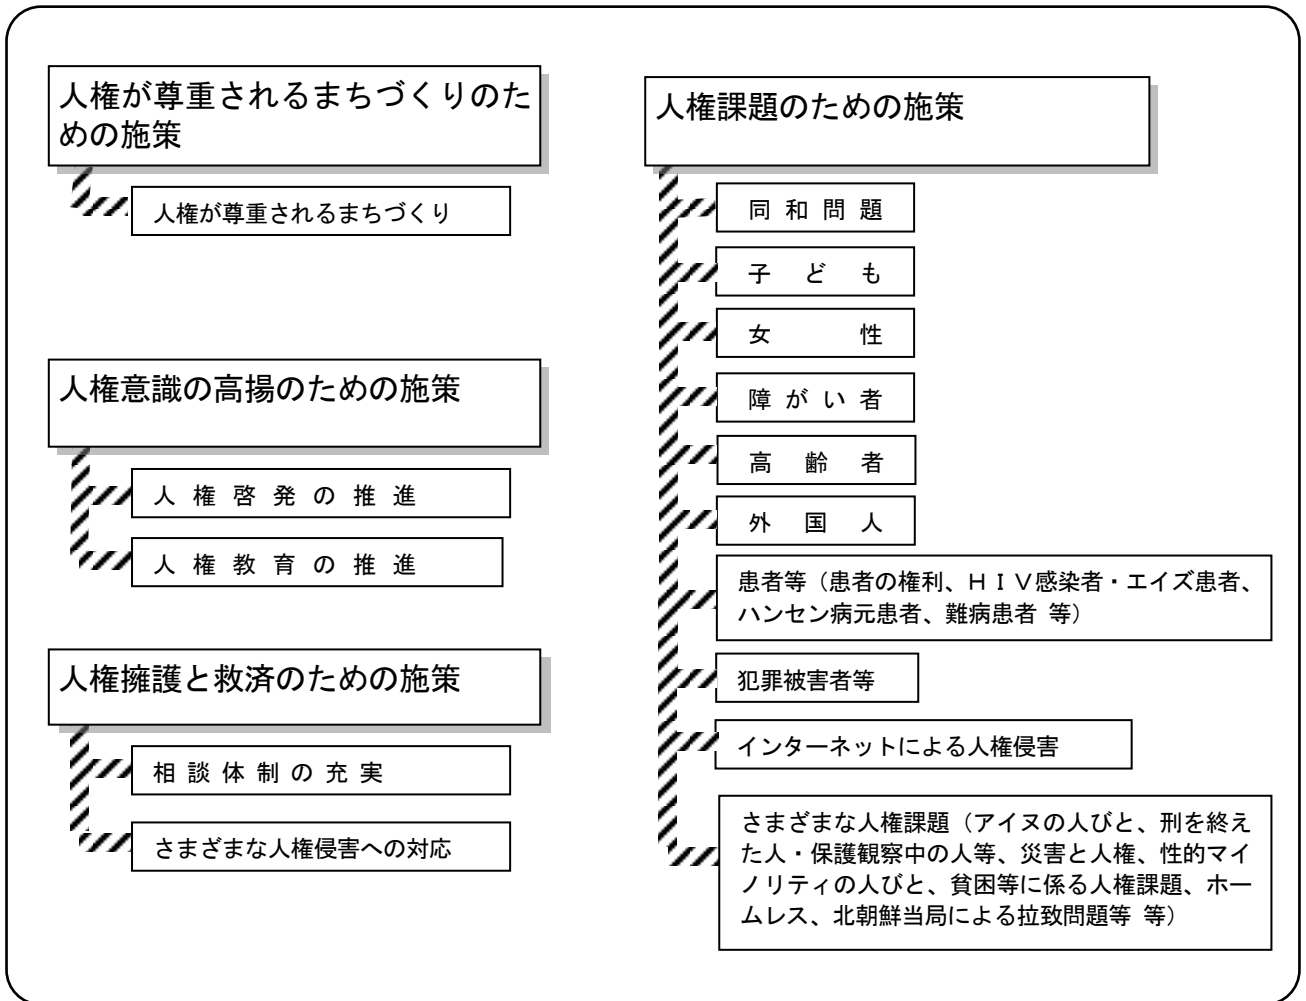 人権が尊重されるまちづくりのた
めの施策
人権が尊重されるまちづくり
人権意識の高揚のための施策
人権啓発の推進
人権教育の推進
人権擁護と救済のための施策
相談体制の充実
さまざまな人権侵害への対応
人権課題のための施策
同和問題
子ども
女性
障がい者
高齢者
外国人
患者等（患者の権利、ＨＩＶ感染者・エイズ患者、
ハンセン病元患者、難病患者 等）
犯罪被害者等
インターネットによる人権侵害
さまざまな人権課題（アイヌの人びと、刑を終え
た人・保護観察中の人等、災害と人権、性的マイ
ノリティの人びと、貧困等に係る人権課題、ホー
ムレス、北朝鮮当局による拉致問題等 等）